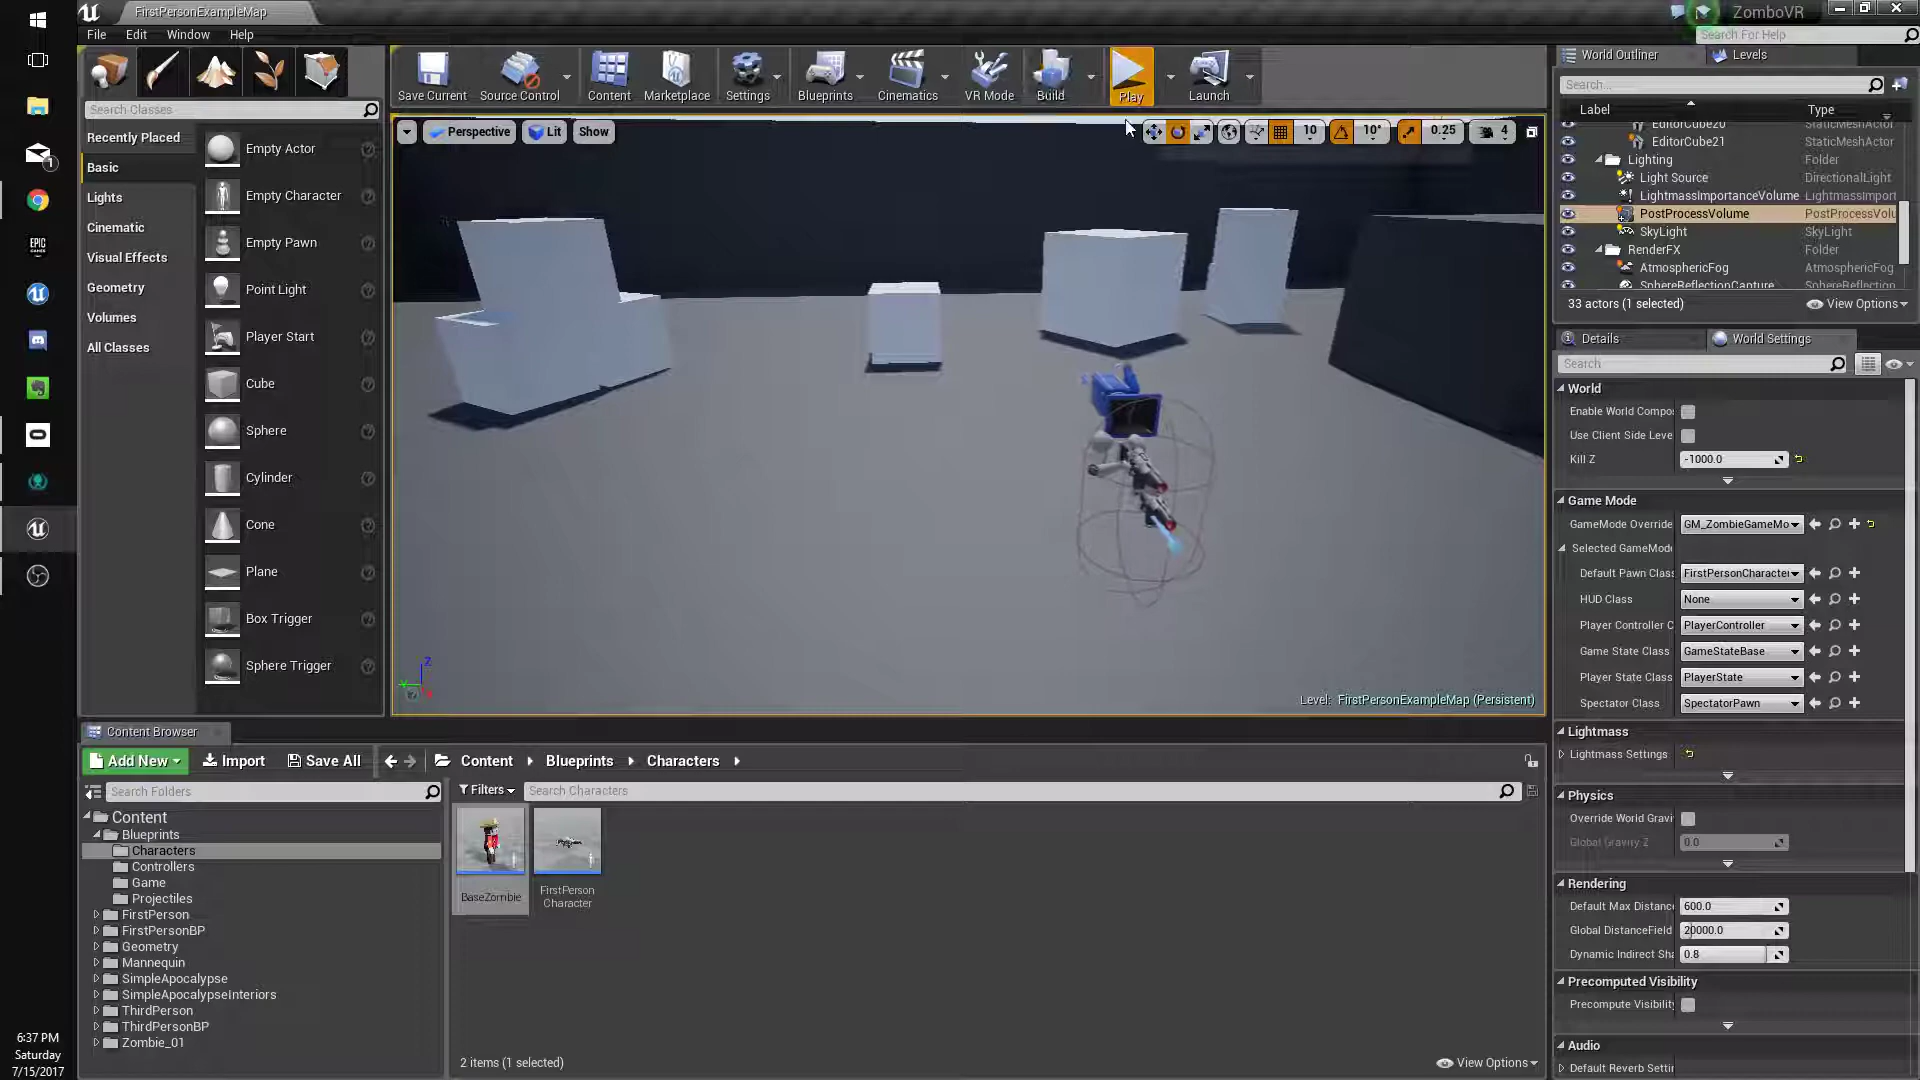 FirstPersonExampleMap
ZomboVR
File Edit Window Help
Search For Help
Save Current
Source Control
Content
Marketplace
Settings
Blueprints
Cinematics
VR Mode
Build
Play
Launch
World Outliner
Levels
Search Classes
Search...
Label
Type
Recently Placed
Basic
Lights
Cinematic
Visual Effects
Geometry
Volumes
All Classes
Empty Actor
Empty Character
Empty Pawn
Point Light
Player Start
Cube
Sphere
Cylinder
Cone
Plane
Box Trigger
Sphere Trigger
Perspective
Lit
Show
10
10°
0.25
4
EditorCube20 StaticMeshActor
EditorCube21 StaticMeshActor
Lighting Folder
Light Source DirectionalLight
LightmassImportanceVolume LightmassImport
PostProcessVolume PostProcessVolu
SkyLight SkyLight
RenderFX Folder
AtmosphericFog AtmosphericFog
SphereReflectionCapture SphereReflection
33 actors (1 selected)
View Options
Details
World Settings
Search
World
Enable World Compo
Use Client Side Leve
Kill Z -1000.0
Game Mode
GameMode Override GM_ZombieGameMo
Selected GameMode
Default Pawn Class FirstPersonCharacter
HUD Class None
Player Controller C PlayerController
Game State Class GameStateBase
Player State Class PlayerState
Spectator Class SpectatorPawn
Lightmass
Lightmass Settings
Physics
Override World Gravi
Global Gravity Z 0.0
Rendering
Default Max Distance 600.0
Global DistanceField 20000.0
Dynamic Indirect Sha 0.8
Precomputed Visibility
Precompute Visibility
Audio
Default Reverb Settin
Z
Y
Level: FirstPersonExampleMap (Persistent)
Content Browser
Add New
Import
Save All
Content
Blueprints
Characters
Search Folders
Filters
Search Characters
Content
Blueprints
Characters
Controllers
Game
Projectiles
FirstPerson
FirstPersonBP
Geometry
Mannequin
SimpleApocalypse
SimpleApocalypseInteriors
ThirdPerson
ThirdPersonBP
Zombie_01
BaseZombie
FirstPerson
Character
2 items (1 selected)
View Options
1
EPIC
GAMES
6:37 PM
Saturday
7/15/2017